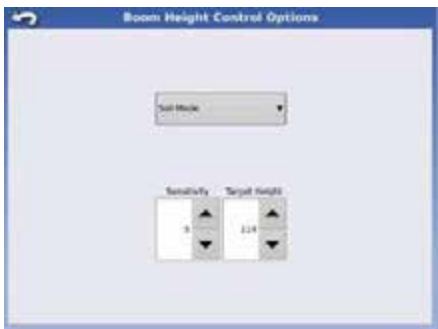 Boom Height Control Options
Soil Mode
Sensitivity Target Height
5 114